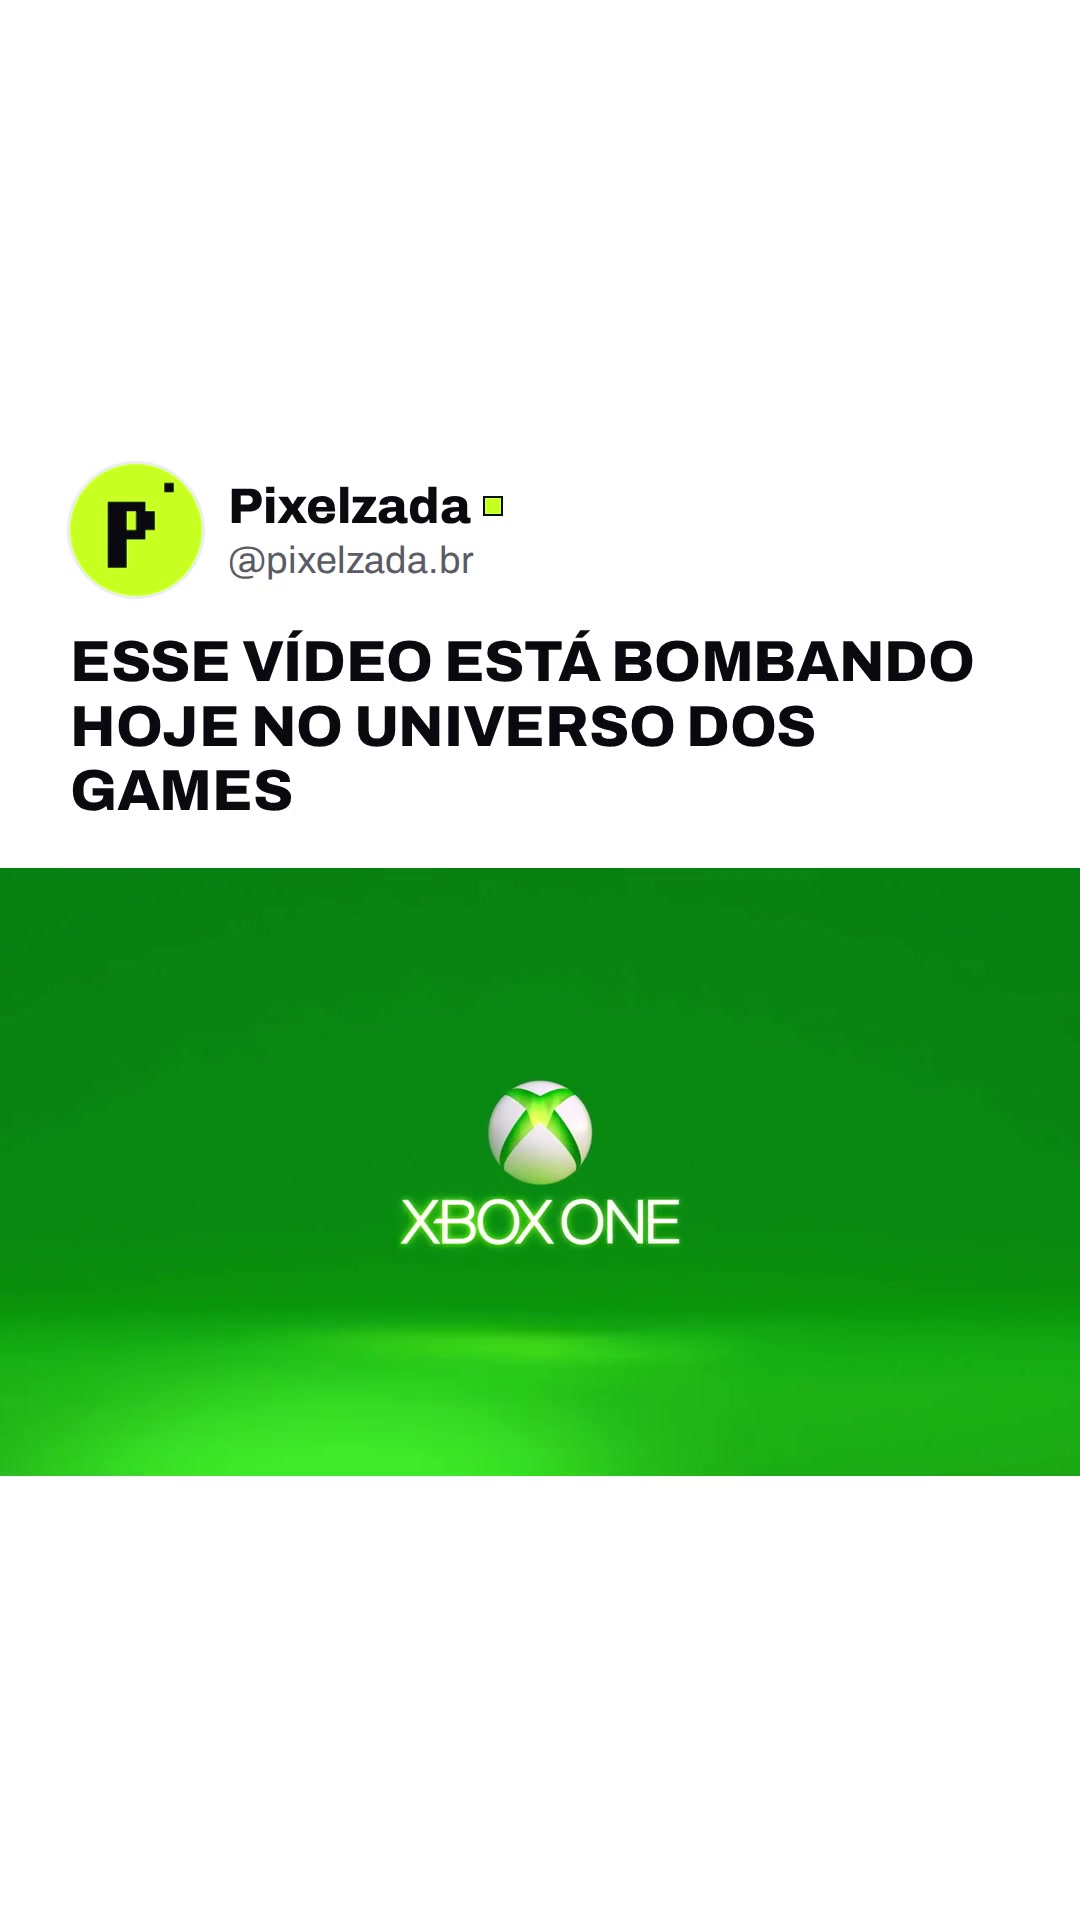 Pixelzada
@pixelzada.br
ESSE VÍDEO ESTÁ BOMBANDO
HOJE NO UNIVERSO DOS
GAMES
XBOX ONE